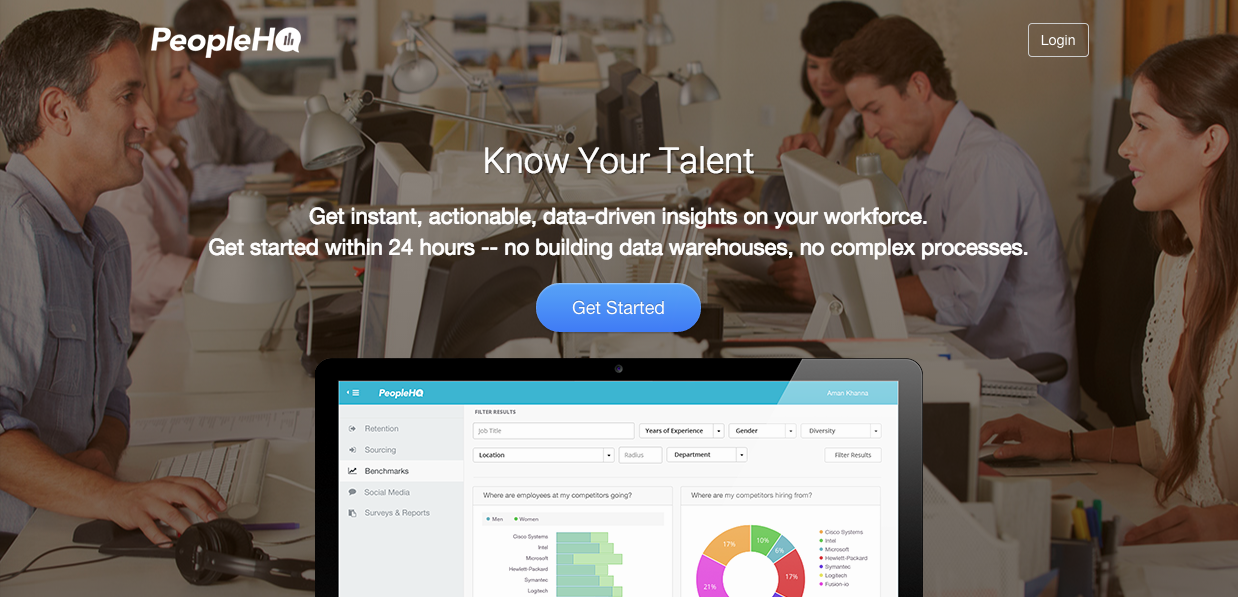 PeopleHQ
Login
Know Your Talent
Get instant, actionable, data-driven insights on your workforce.
Get started within 24 hours -- no building data warehouses, no complex processes.
Get Started
PeopleHQ
Aman Khanna
FILTER RESULTS
Retention
Job Title
Years of Experience
Gender
Diversity
Sourcing
Location
Radius
Department
Filter Results
Benchmarks
Social Media
Surveys & Reports
Where are employees at my competitors going?
Men Women
Cisco Systems
Intel
Microsoft
Hewlett-Packard
Symantec
Logitech
Where are my competitors hiring from?
17%
10%
6%
17%
21%
Cisco Systems
Intel
Microsoft
Hewlett-Packard
Symantec
Logitech
Fusion-io